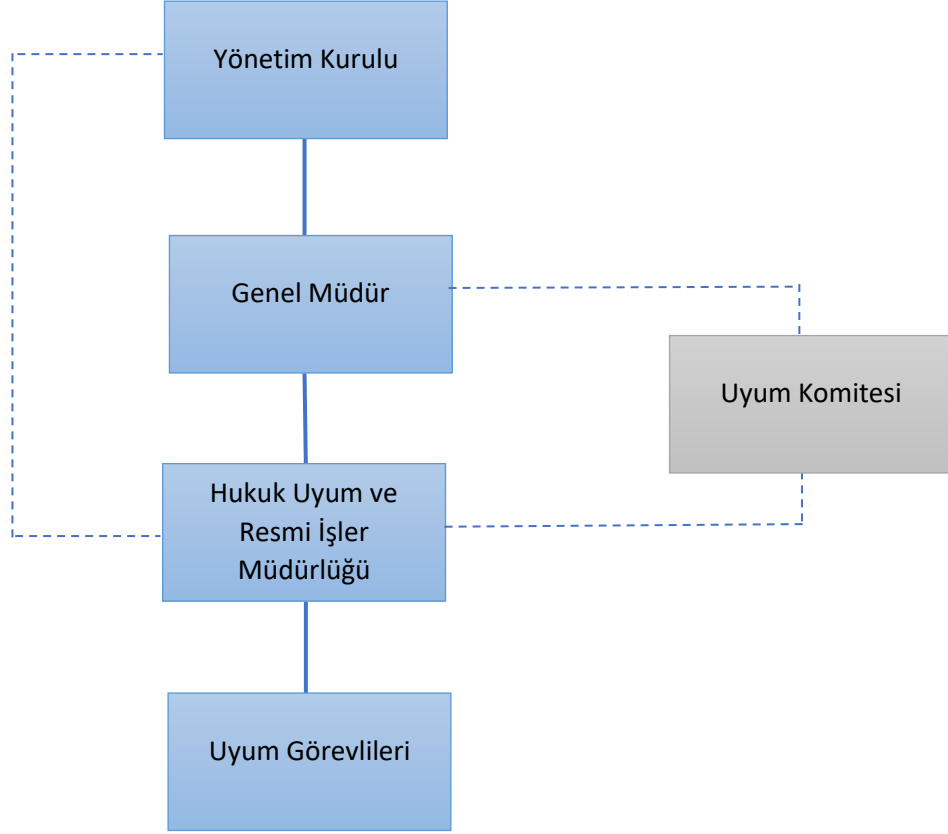 Yönetim Kurulu
Genel Müdür
Uyum Komitesi
Hukuk Uyum ve
Resmi İşler
Müdürlüğü
Uyum Görevlileri